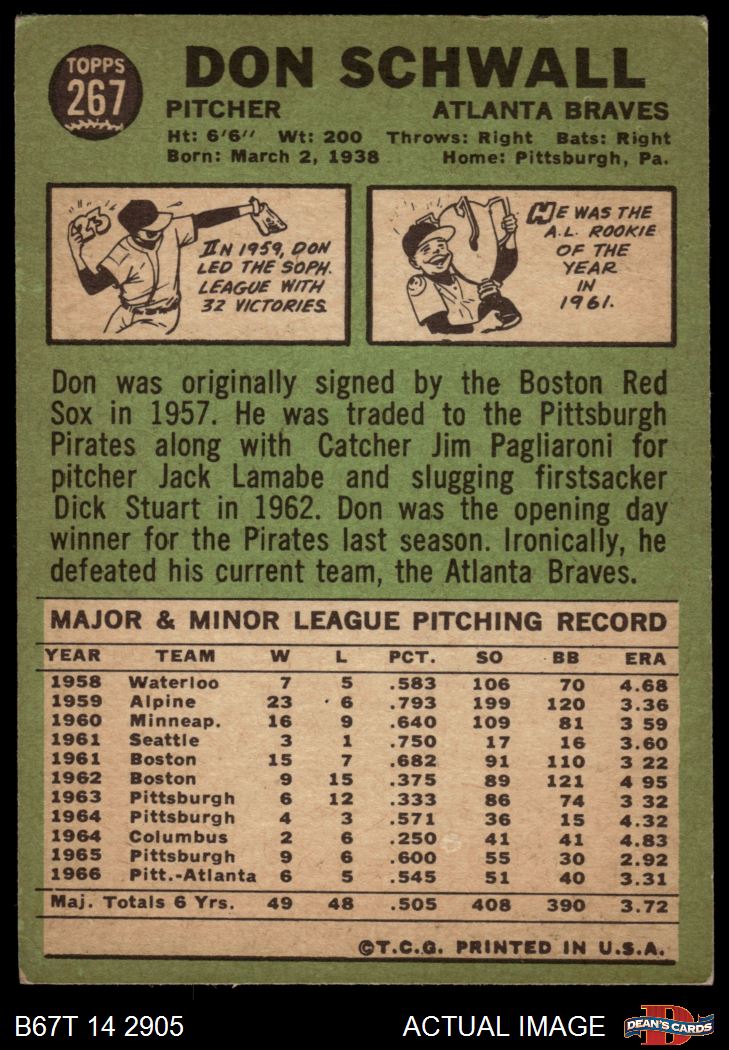 TOPPS
267
DON SCHWALL
PITCHER ATLANTA BRAVES
Ht: 6'6" Wt: 200 Throws: Right Bats: Right
Born: March 2, 1938 Home: Pittsburgh, Pa.
423
IN 1959, DON
LED THE SOPH.
LEAGUE WITH
32 VICTORIES.
HE WAS THE
A.L. ROOKIE
OF THE
YEAR
IN
1961.
Don was originally signed by the Boston Red
Sox in 1957. He was traded to the Pittsburgh
Pirates along with Catcher Jim Pagliaroni for
pitcher Jack Lamabe and slugging firstsacker
Dick Stuart in 1962. Don was the opening day
winner for the Pirates last season. Ironically, he
defeated his current team, the Atlanta Braves.
MAJOR & MINOR LEAGUE PITCHING RECORD
YEAR TEAM W L PCT. SO BB ERA
1958 Waterloo 7 5 .583 106 70 4.68
1959 Alpine 23 6 .793 199 120 3.36
1960 Minneap. 16 9 .640 109 81 3 59
1961 Seattle 3 1 .750 17 16 3.60
1961 Boston 15 7 .682 91 110 3 22
1962 Boston 9 15 .375 89 121 4 95
1963 Pittsburgh 6 12 .333 86 74 3 32
1964 Pittsburgh 4 3 .571 36 15 4.32
1964 Columbus 2 6 .250 41 41 4.83
1965 Pittsburgh 9 6 .600 55 30 2.92
1966 Pitt.-Atlanta 6 5 .545 51 40 3.31
Maj. Totals 6 Yrs. 49 48 .505 408 390 3.72
©T.C.G. PRINTED IN U.S.A.
B67T 14 2905 ACTUAL IMAGE DEAN'S CARDS